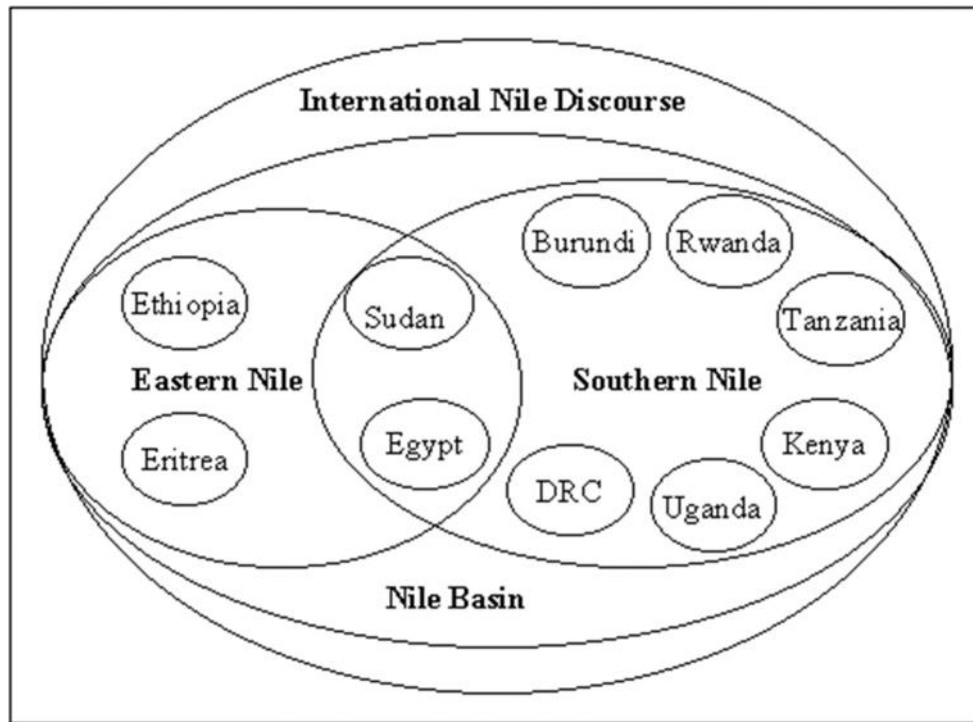 International Nile Discourse
Burundi
Rwanda
Ethiopia
Sudan
Tanzania
Eastern Nile
Southern Nile
Eritrea
Egypt
Kenya
DRC
Uganda
Nile Basin